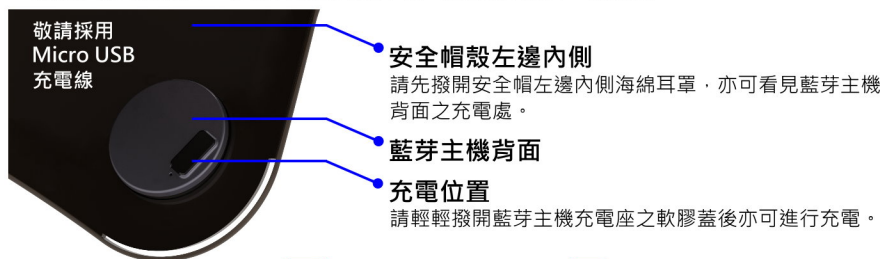 敬請採用
Micro USB
充電線
安全帽殼左邊內側
請先撥開安全帽左邊內側海綿耳罩，亦可看見藍芽主機
背面之充電處。
藍芽主機背面
充電位置
請輕輕撥開藍芽主機充電座之軟膠蓋後亦可進行充電。